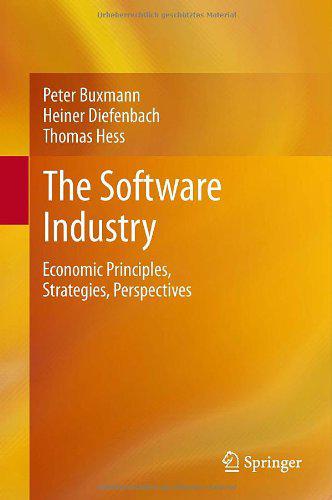 Urheberrechtlich geschütztes Material
Peter Buxmann
Heiner Diefenbach
Thomas Hess
The Software
Industry
Economic Principles,
Strategies, Perspectives
Springer